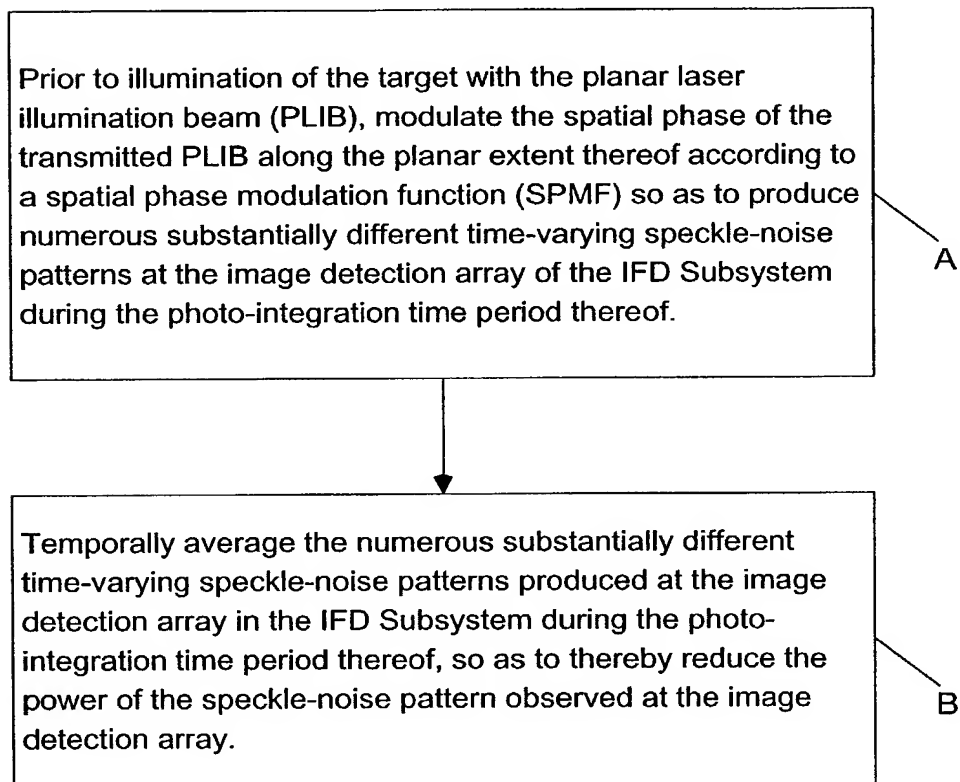 Prior to illumination of the target with the planar laser
illumination beam (PLIB), modulate the spatial phase of the
transmitted PLIB along the planar extent thereof according to
a spatial phase modulation function (SPMF) so as to produce
numerous substantially different time-varying speckle-noise
patterns at the image detection array of the IFD Subsystem
during the photo-integration time period thereof.
A
Temporally average the numerous substantially different
time-varying speckle-noise patterns produced at the image
detection array in the IFD Subsystem during the photo-
integration time period thereof, so as to thereby reduce the
power of the speckle-noise pattern observed at the image
detection array.
B